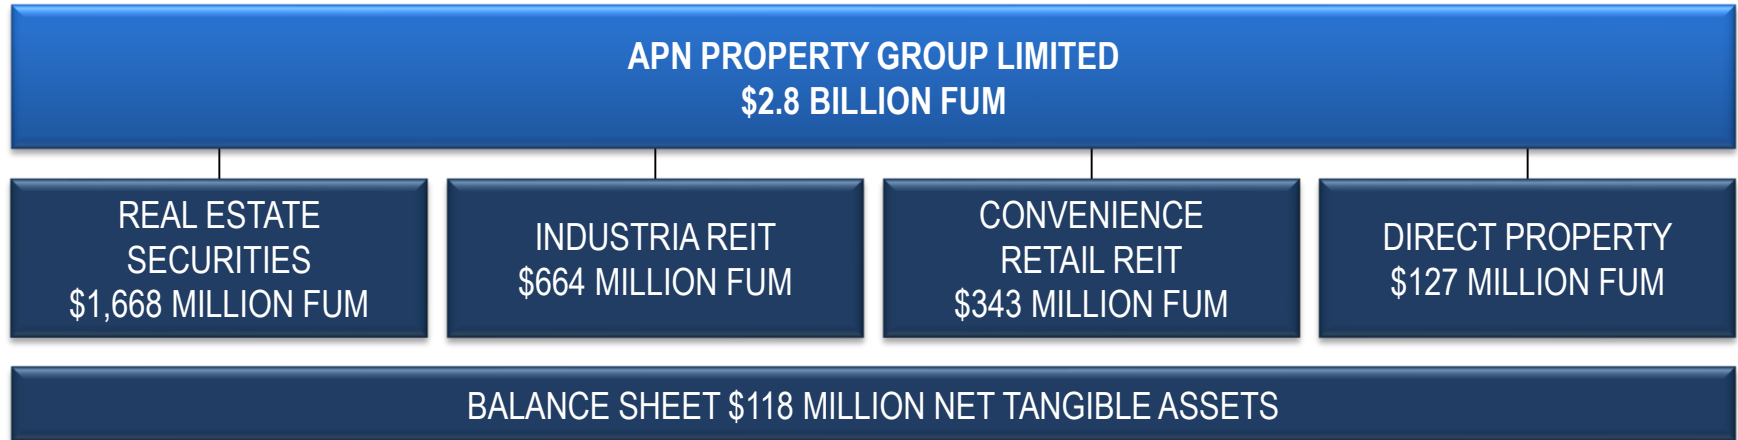 APN PROPERTY GROUP LIMITED
$2.8 BILLION FUM
REAL ESTATE
SECURITIES
$1,668 MILLION FUM
INDUSTRIA REIT
$664 MILLION FUM
CONVENIENCE
RETAIL REIT
$343 MILLION FUM
DIRECT PROPERTY
$127 MILLION FUM
BALANCE SHEET $118 MILLION NET TANGIBLE ASSETS